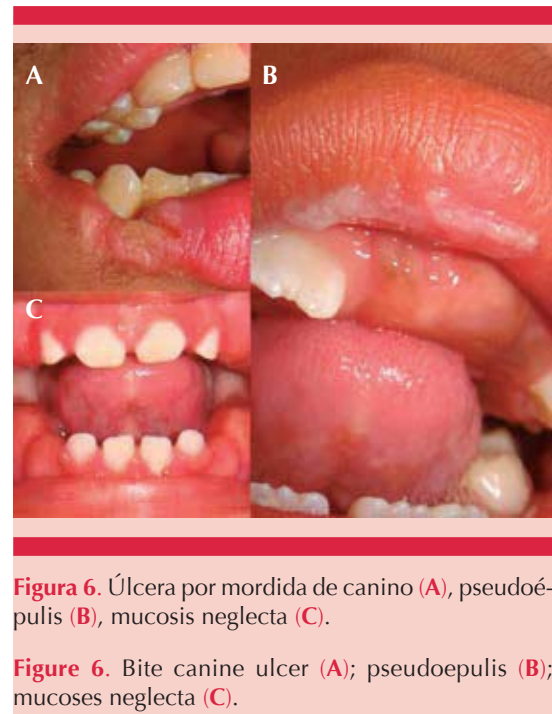 A
B
C
Figura 6. Úlcera por mordida de canino (A), pseudoé-
pulis (B), mucosis neglecta (C).
Figure 6. Bite canine ulcer (A); pseudoepulis (B);
mucoses neglecta (C).